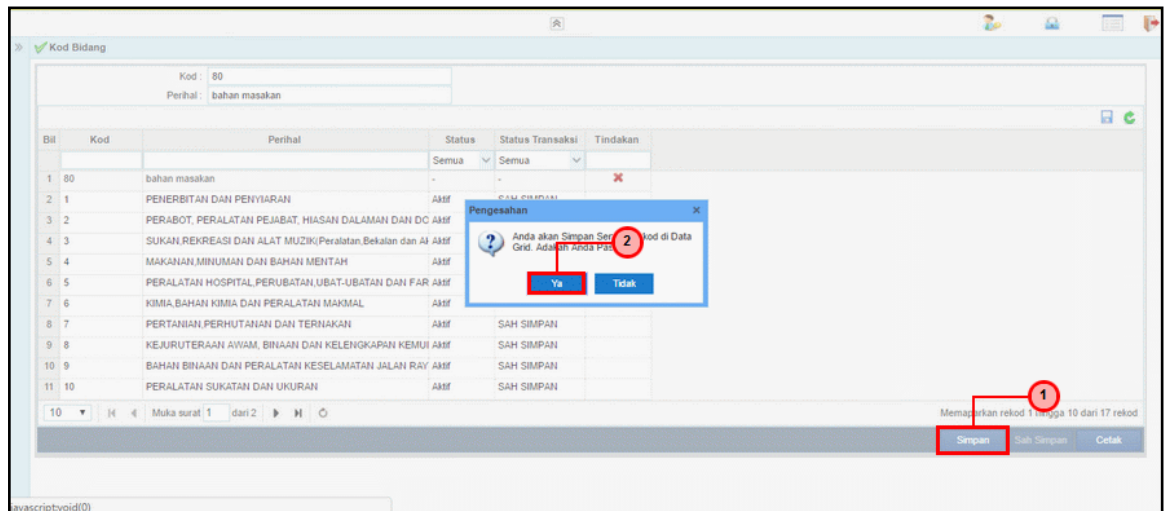 Kod Bidang
Kod : 80
Perihal : bahan masakan
Bil Kod Perihal Status Status Transaksi Tindakan
Semua Semua
1 80 bahan masakan - -
2 1 PENERBITAN DAN PENYIARAN Aktif SAH SIMPAN
3 2 PERABOT, PERALATAN PEJABAT, HIASAN DALAMAN DAN DO Aktif
4 3 SUKAN,REKREASI DAN ALAT MUZIK(Peralatan,Bekalan dan Ak Aktif
5 4 MAKANAN,MINUMAN DAN BAHAN MENTAH Aktif
6 5 PERALATAN HOSPITAL,PERUBATAN,UBAT-UBATAN DAN FAR Aktif
7 6 KIMIA,BAHAN KIMIA DAN PERALATAN MAKMAL Aktif
8 7 PERTANIAN,PERHUTANAN DAN TERNAKAN Aktif SAH SIMPAN
9 8 KEJURUTERAAN AWAM, BINAAN DAN KELENGKAPAN KEMUI Aktif SAH SIMPAN
10 9 BAHAN BINAAN DAN PERALATAN KESELAMATAN JALAN RAY Aktif SAH SIMPAN
11 10 PERALATAN SUKATAN DAN UKURAN Aktif SAH SIMPAN
Pengesahan
Anda akan Simpan di Data
Grid. Adakah Anda
2
Ya Tidak
1
10 Muka surat 1 dari 2 Memaparkan rekod 1 hingga 10 dari 17 rekod
Simpan Sah Simpan Cetak
javascript:void(0)